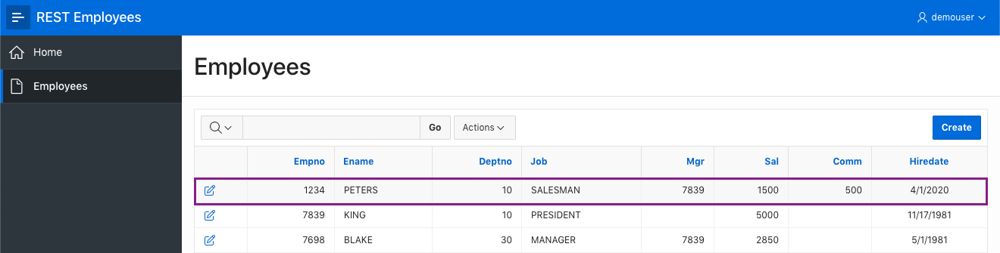 REST Employees
demouser
Home
Employees
Employees
Go
Actions
Create
Empno Ename Deptno Job Mgr Sal Comm Hiredate
1234 PETERS 10 SALESMAN 7839 1500 500 4/1/2020
7839 KING 10 PRESIDENT 5000 11/17/1981
7698 BLAKE 30 MANAGER 7839 2850 5/1/1981